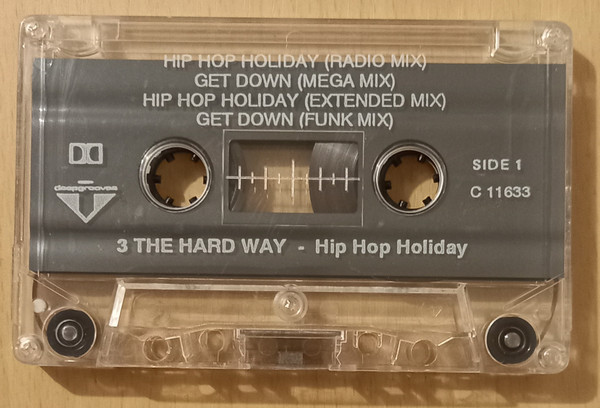 HIP HOP HOLIDAY (RADIO MIX)
GET DOWN (MEGA MIX)
HIP HOP HOLIDAY (EXTENDED MIX)
GET DOWN (FUNK MIX)
deepgrooves
SIDE 1
C 11633
3 THE HARD WAY - Hip Hop Holiday